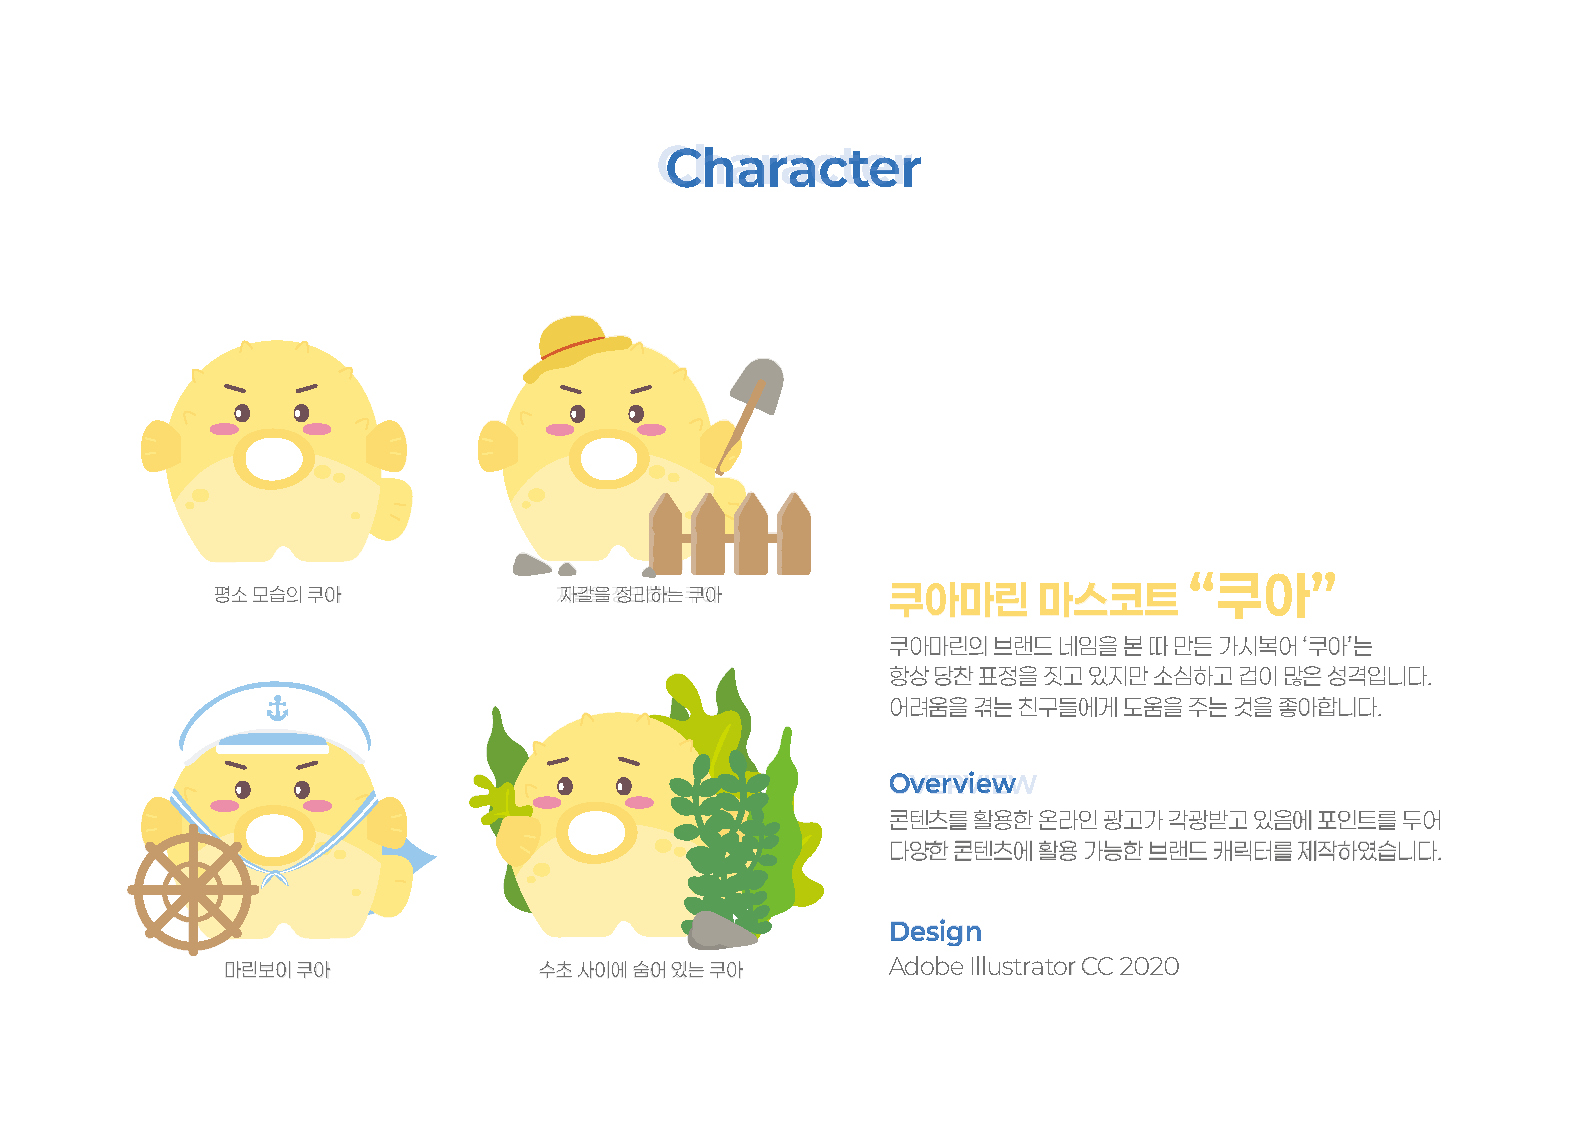 Character
평소 모습의 쿠아
자갈을 정리하는 쿠아
마린보이 쿠아
수초 사이에 숨어 있는 쿠아
쿠아마린 마스코트 “쿠아”
쿠아마린의 브랜드 네임을 본 따 만든 가시복어 ‘쿠아’는
항상 당찬 표정을 짓고 있지만 소심하고 겁이 많은 성격입니다.
어려움을 겪는 친구들에게 도움을 주는 것을 좋아합니다.
Overview
콘텐츠를 활용한 온라인 광고가 각광받고 있음에 포인트를 두어
다양한 콘텐츠에 활용 가능한 브랜드 캐릭터를 제작하였습니다.
Design
Adobe Illustrator CC 2020